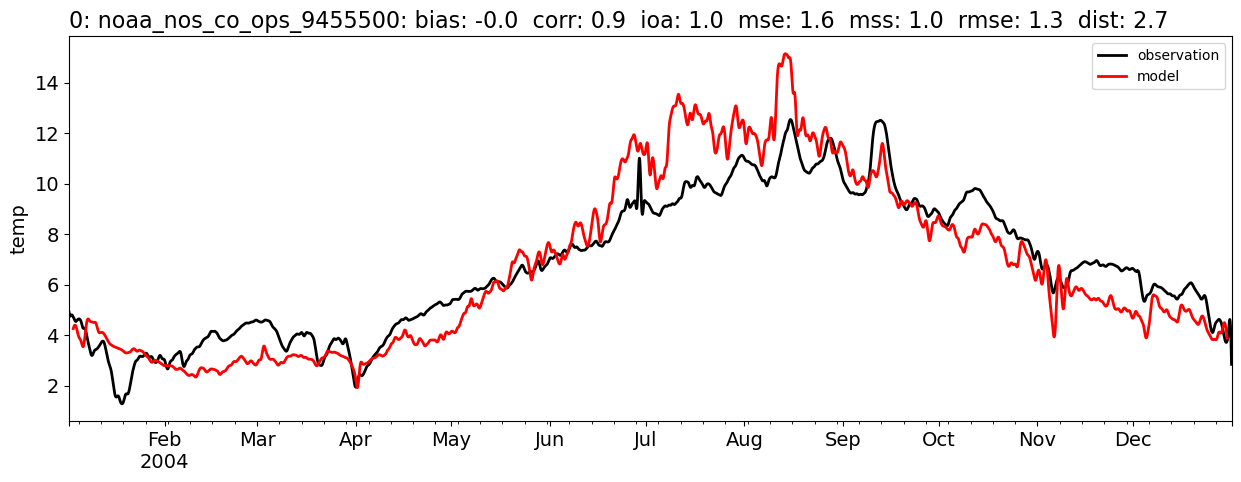 0: noaa_nos_co_ops_9455500: bias: -0.0  corr: 0.9  ioa: 1.0  mse: 1.6  mss: 1.0  rmse: 1.3  dist: 2.7
observation
model
temp
14
12
10
8
6
4
2
Feb Mar Apr May Jun Jul Aug Sep Oct Nov Dec
2004